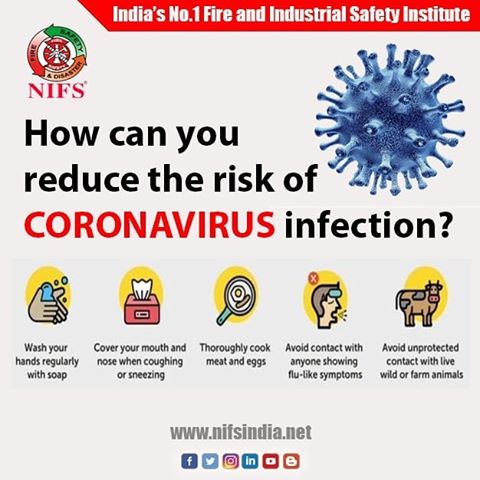 India's No.1 Fire and Industrial Safety Institute
FIRE SAFETY
& DISASTER
NIFS®
How can you
reduce the risk of
CORONAVIRUS infection?
Wash your
hands regularly
with soap
Cover your mouth and
nose when coughing
or sneezing
Thoroughly cook
meat and eggs
Avoid contact with
anyone showing
flu-like symptoms
Avoid unprotected
contact with live
wild or farm animals
www.nifsindia.net